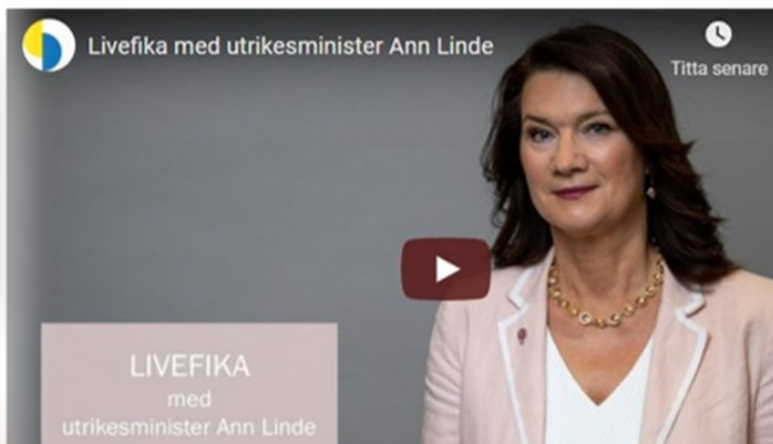 Livefika med utrikesminister Ann Linde
Titta senare
LIVEFIKA
med
utrikesminister Ann Linde